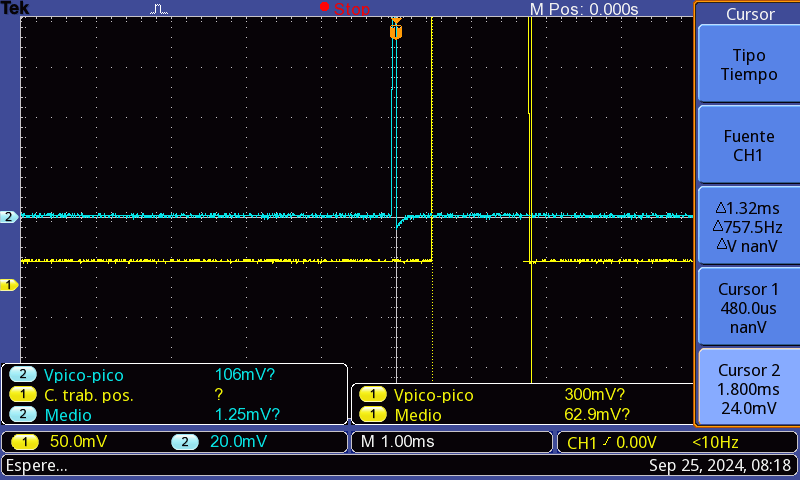 Tek
Stop
M Pos: 0.000s
Cursor
Tipo
Tiempo
Fuente
CH1
△1.32ms
△757.5Hz
△V nanV
Cursor 1
480.0us
nanV
Cursor 2
1.800ms
24.0mV
2
1
2 Vpico-pico 106mV?
1 C. trab. pos. ?
2 Medio 1.25mV?
1 Vpico-pico 300mV?
1 Medio 62.9mV?
1 50.0mV 2 20.0mV M 1.00ms CH1 / 0.00V <10Hz
Espere... Sep 25, 2024, 08:18